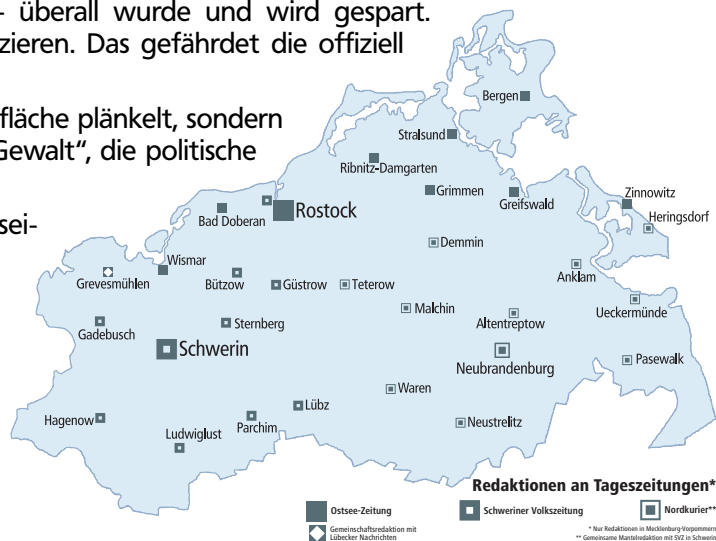 - überall wurde und wird gespart.
zieren. Das gefährdet die offiziell
fläche plänkelt, sondern
Gewalt“, die politische
sei-
Bergen
Stralsund
Ribnitz-Damgarten
Grimmen
Greifswald
Zinnowitz
Heringsdorf
Rostock
Bad Doberan
Demmin
Wismar
Grevesmühlen
Bützow
Güstrow
Teterow
Anklam
Malchin
Altentreptow
Ueckermünde
Gadebusch
Sternberg
Schwerin
Neubrandenburg
Pasewalk
Waren
Hagenow
Lübz
Parchim
Ludwiglust
Neustrelitz
Redaktionen an Tageszeitungen*
Ostsee-Zeitung
Schweriner Volkszeitung
Nordkurier**
Gemeinschaftsredaktion mit
Lübecker Nachrichten
* Nur Redaktionen in Mecklenburg-Vorpommern
** Gemeinsame Mantelredaktion mit SVZ in Schwerin